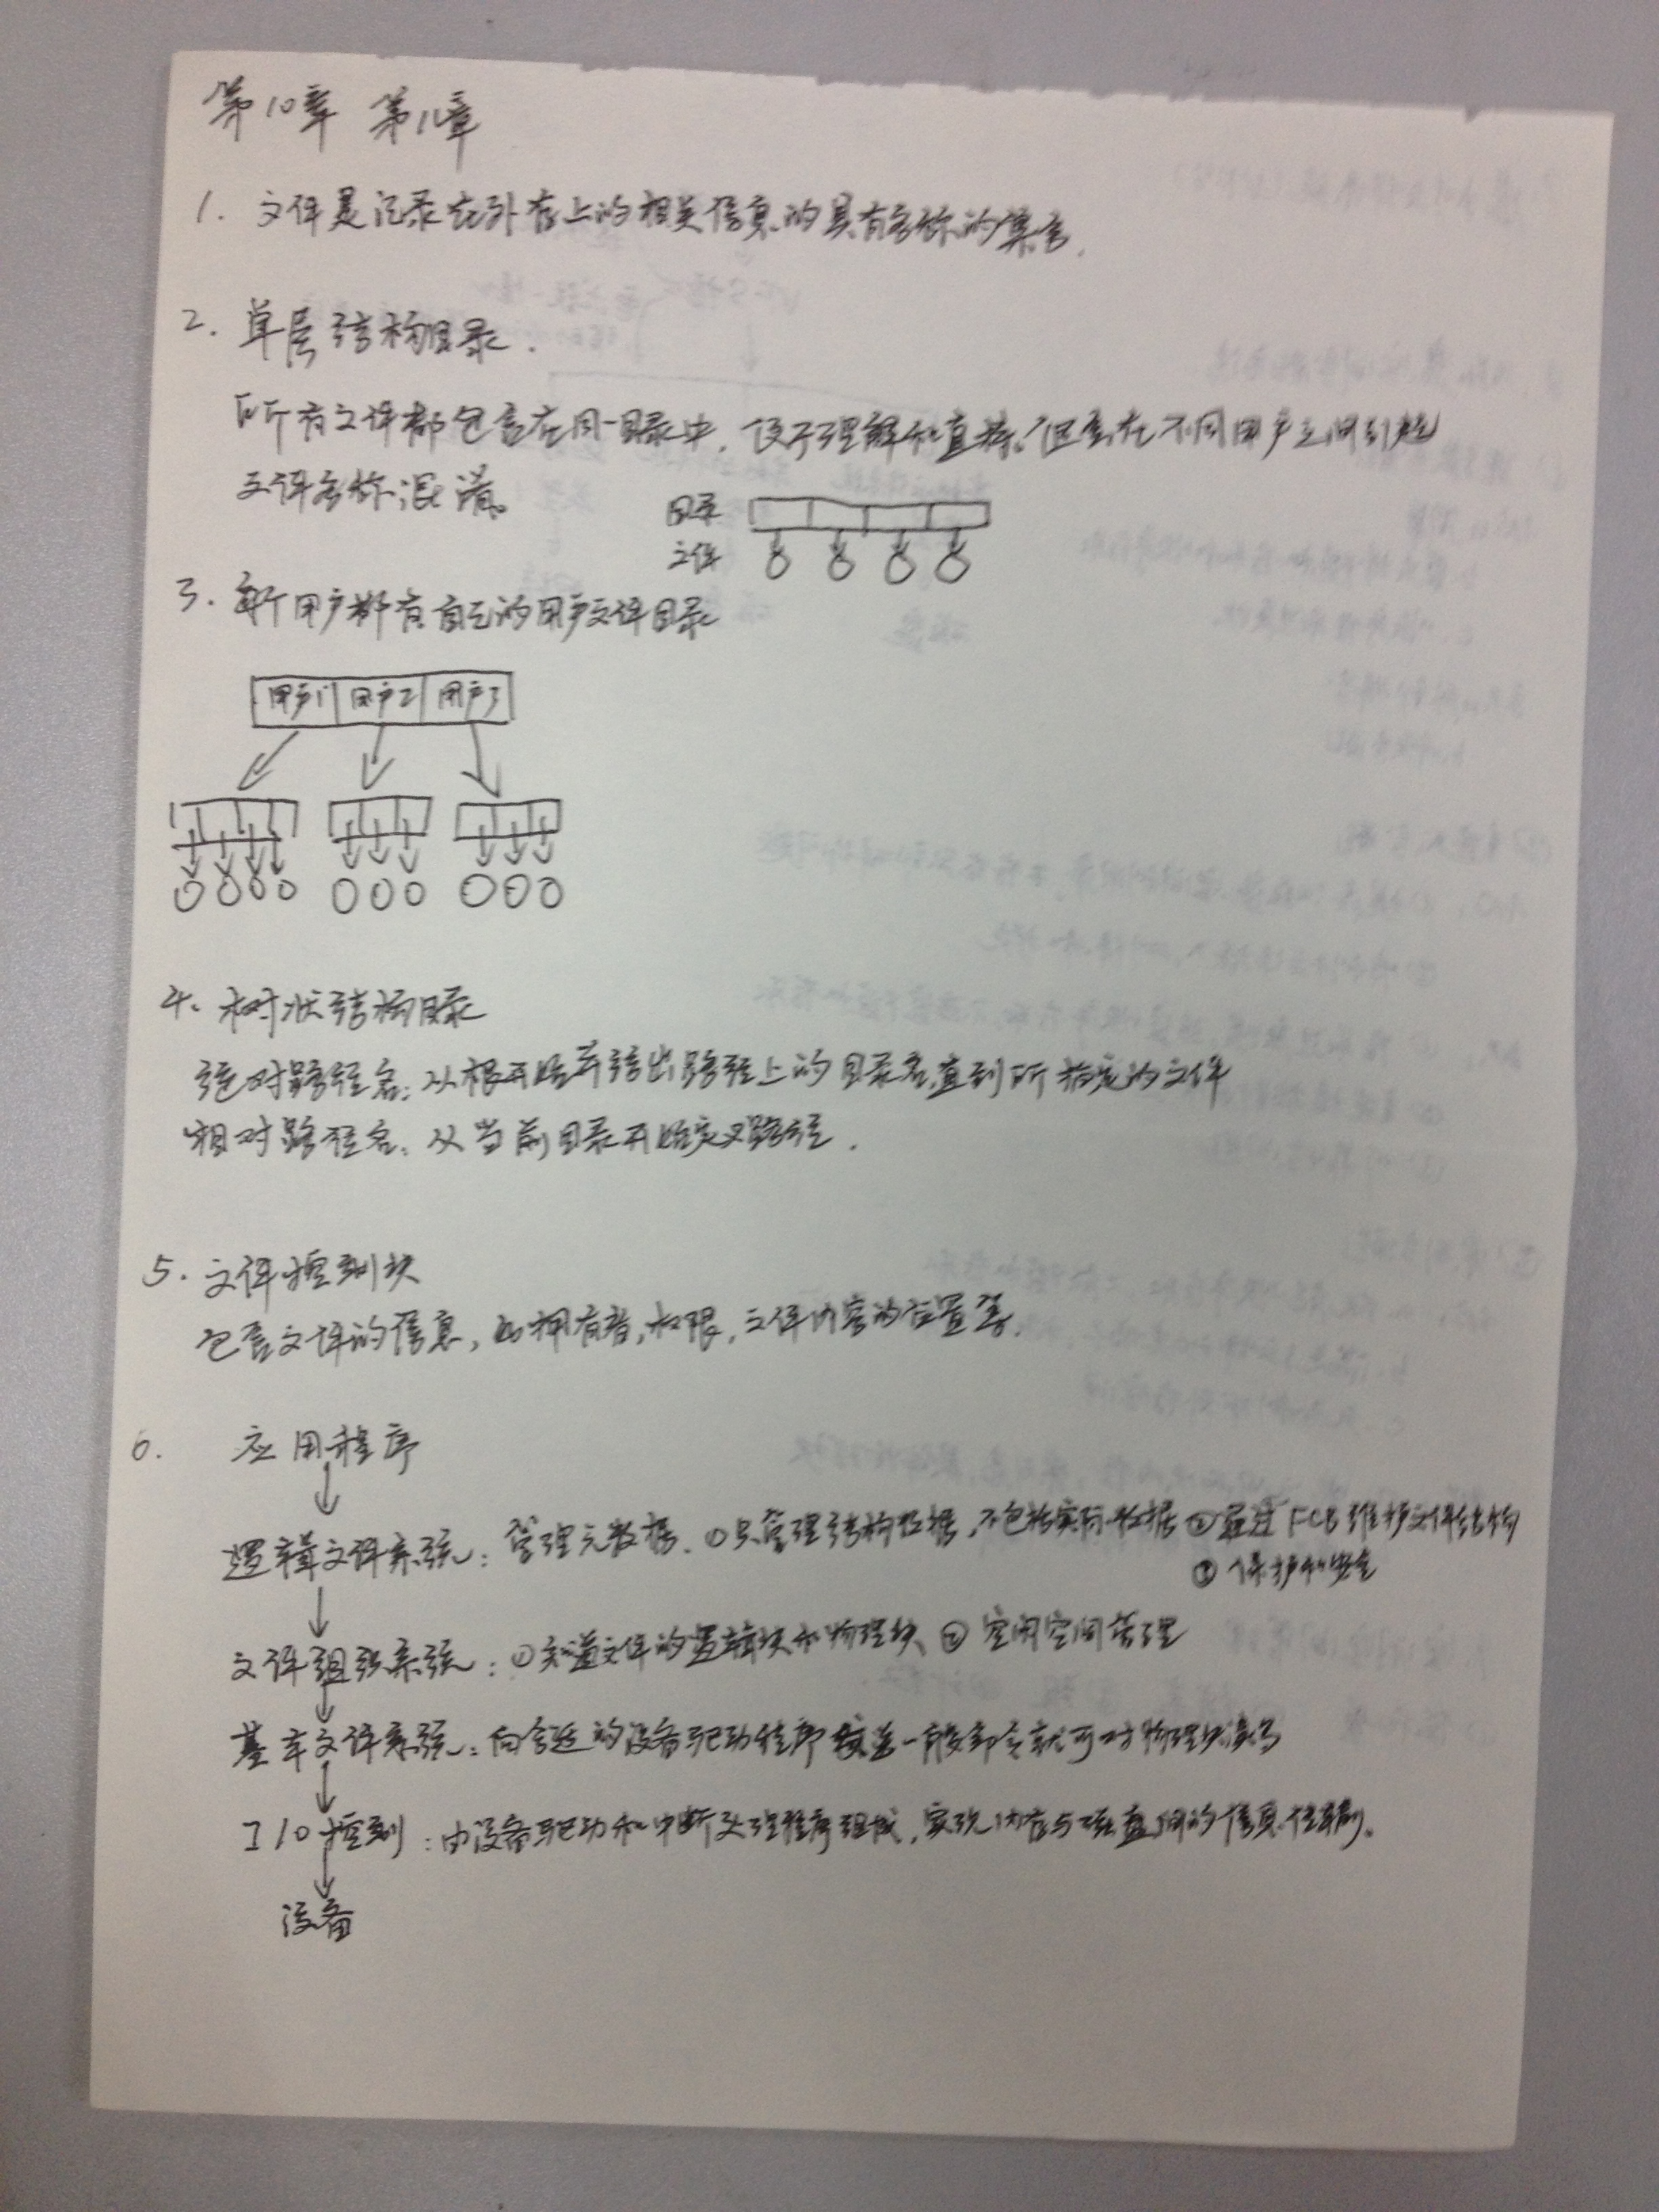 第10章 第11章
1. 文件是记录在外存上的相关信息的具有名称的集合.
2. 单层结构目录.
所有文件都包含在同一目录中, 便于理解和支持. 但会在不同用户之间引起
文件名称混淆。
目录
文件
3. 每个用户都有自己的用户文件目录
用户1 用户2 用户3
4. 树状结构目录
绝对路径名: 从根开始并给出路径上的目录名直到所指定的文件
相对路径名: 从当前目录开始定义路径.
5. 文件控制块
包含文件的信息, 如拥有者, 权限, 文件内容的位置等.
6. 应用程序
逻辑文件系统: 管理元数据. ①只管理结构数据, 不包括实际数据 ②通过FCB维护文件结构
③ 保护和安全
文件组织系统: ①知道文件的逻辑块和物理块 ② 空闲空间管理
基本文件系统: 向合适的设备驱动程序发送一般命令就可对物理块读写
I/O控制: 由设备驱动和中断处理程序组成, 实现内存与磁盘间的信息传输.
设备